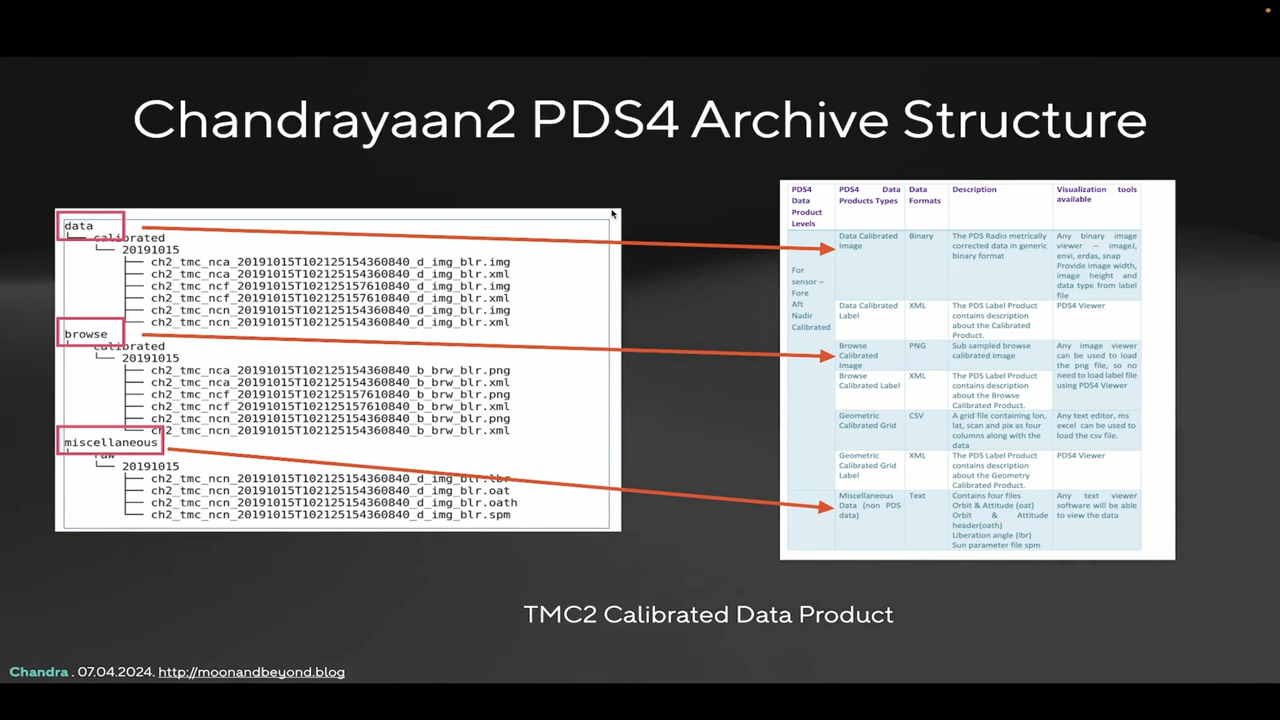 Chandrayaan2 PDS4 Archive Structure
data
calibrated
20191015
ch2_tmc_nca_20191015T102125154360840_d_img_blr.img
ch2_tmc_nca_20191015T102125154360840_d_img_blr.xml
ch2_tmc_ncf_20191015T102125157610840_d_img_blr.img
ch2_tmc_ncf_20191015T102125157610840_d_img_blr.xml
ch2_tmc_ncn_20191015T102125154360840_d_img_blr.img
ch2_tmc_ncn_20191015T102125154360840_d_img_blr.xml
browse
calibrated
20191015
ch2_tmc_nca_20191015T102125154360840_b_brw_blr.png
ch2_tmc_nca_20191015T102125154360840_b_brw_blr.xml
ch2_tmc_ncf_20191015T102125157610840_b_brw_blr.png
ch2_tmc_ncf_20191015T102125157610840_b_brw_blr.xml
ch2_tmc_ncn_20191015T102125154360840_b_brw_blr.png
ch2_tmc_ncn_20191015T102125154360840_b_brw_blr.xml
miscellaneous
raw
20191015
ch2_tmc_ncn_20191015T102125154360840_d_img_blr.lbr
ch2_tmc_ncn_20191015T102125154360840_d_img_blr.oat
ch2_tmc_ncn_20191015T102125154360840_d_img_blr.oath
ch2_tmc_ncn_20191015T102125154360840_d_img_blr.spm
PDS4
Data
Product
Levels
PDS4 Data
Products Types
Data
Formats
Description
Visualization tools
available
For
sensor –
Fore
Aft
Nadir
Calibrated
Data Calibrated
Image
Binary
The PDS Radio metrically
corrected data in generic
binary format
Any binary image
viewer – imageJ,
envi, erdas, snap
Provide image width,
image height and
data type from label
file
Data Calibrated
Label
XML
The PDS Label Product
contains description
about the Calibrated
Product.
PDS4 Viewer
Browse
Calibrated
Image
PNG
Sub sampled browse
calibrated image
Any image viewer
can be used to load
the png file, so no
need to load label file
using PDS4 Viewer
Browse
Calibrated Label
XML
The PDS Label Product
contains description
about the Browse
Calibrated Product.
Geometric
Calibrated Grid
CSV
A grid file containing lon,
lat, scan and pix as four
columns along with the
data
Any text editor, ms
excel can be used to
load the csv file.
Geometric
Calibrated Grid
Label
XML
The PDS Label Product
contains description
about the Geometry
Calibrated Product.
PDS4 Viewer
Miscellaneous
Data (non PDS
data)
Text
Contains four files
Orbit & Attitude (oat)
Orbit & Attitude
header(oath)
Liberation angle (lbr)
Sun parameter file spm
Any text viewer
software will be able
to view the data
TMC2 Calibrated Data Product
Chandra . 07.04.2024. http://moonandbeyond.blog